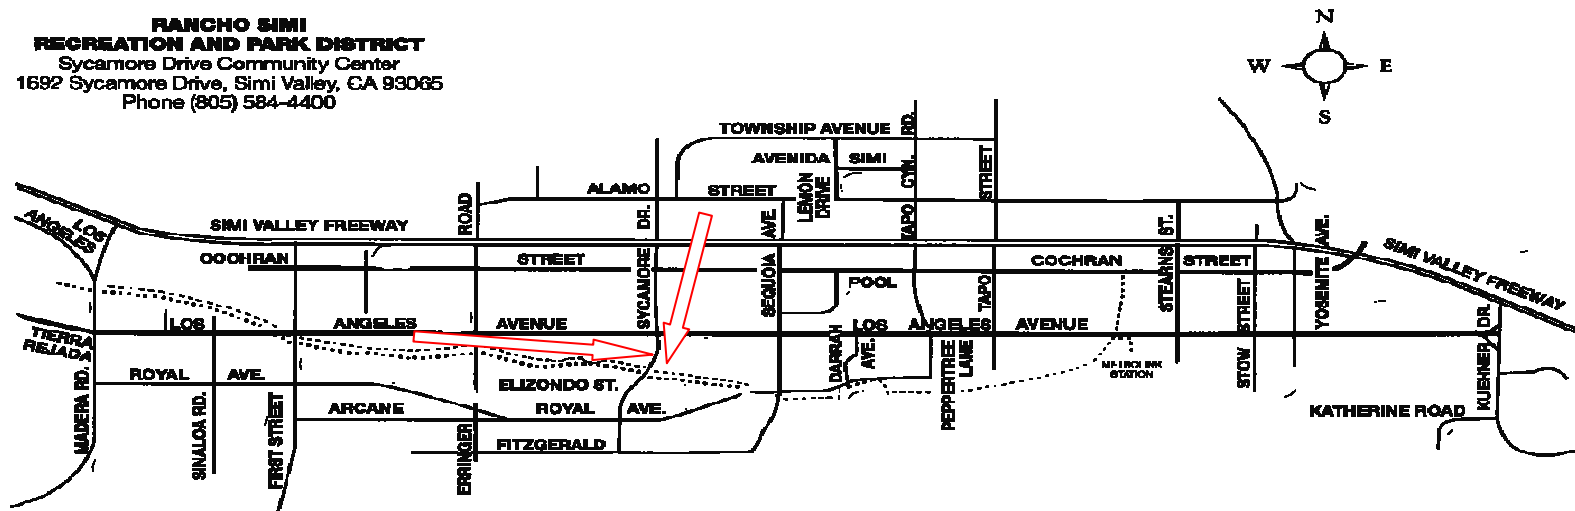 RANCHO SIMI
RECREATION AND PARK DISTRICT
Sycamore Drive Community Center
1692 Sycamore Drive, Simi Valley, CA 93065
Phone (805) 584-4400
N
W
E
S
TOWNSHIP AVENUE
AVENIDA SIMI
ALAMO STREET
LEMON
DRIVE
TAPO CYN. RD.
TAPO STREET
LOS
ANGELES
SIMI VALLEY FREEWAY
ERRINGER ROAD
SYCAMORE DR.
SEQUOIA AVE.
STEARNS ST.
YOSEMITE AVE.
SIMI VALLEY FREEWAY
COCHRAN STREET
COCHRAN STREET
POOL
STOW STREET
TIERRA
REJADA
LOS ANGELES AVENUE
LOS ANGELES AVENUE
DARRAH
AVE.
PEPPERTREE
LANE
METROLINK
STATION
KUEHNER DR.
MADERA RD.
ROYAL AVE.
SINALOA RD.
FIRST STREET
ELIZONDO ST.
ARCANE
ROYAL AVE.
FITZGERALD
KATHERINE ROAD